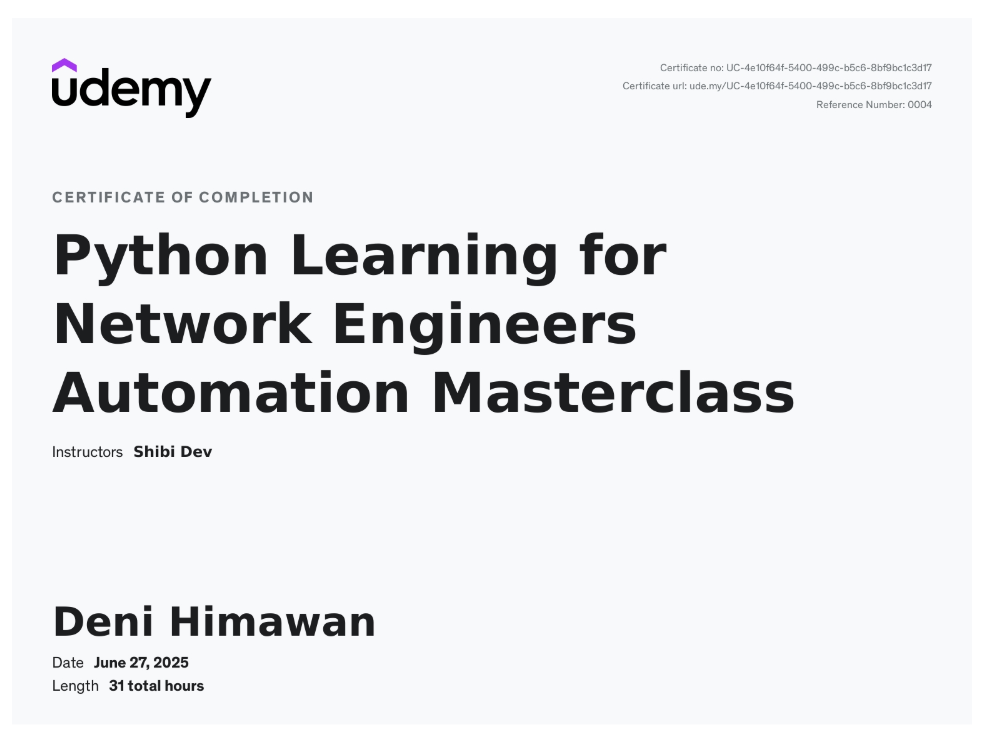 udemy
Certificate no: UC-4e10f64f-5400-499c-b5c6-8bf9bc1c3d17
Certificate url: ude.my/UC-4e10f64f-5400-499c-b5c6-8bf9bc1c3d17
Reference Number: 0004
CERTIFICATE OF COMPLETION
Python Learning for
Network Engineers
Automation Masterclass
Instructors Shibi Dev
Deni Himawan
Date June 27, 2025
Length 31 total hours